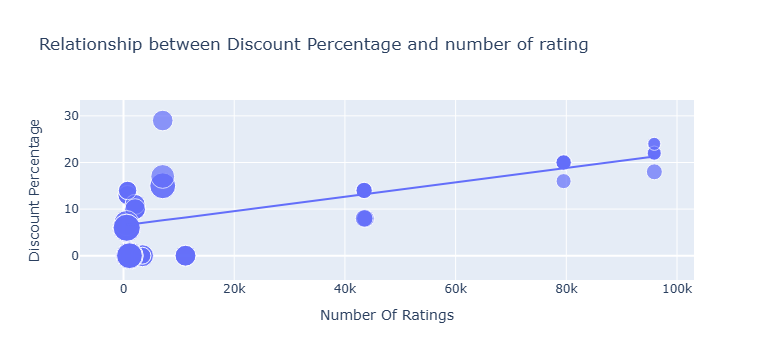 Relationship between Discount Percentage and number of rating
30
20
10
0
Discount Percentage
0 20k 40k 60k 80k 100k
Number Of Ratings